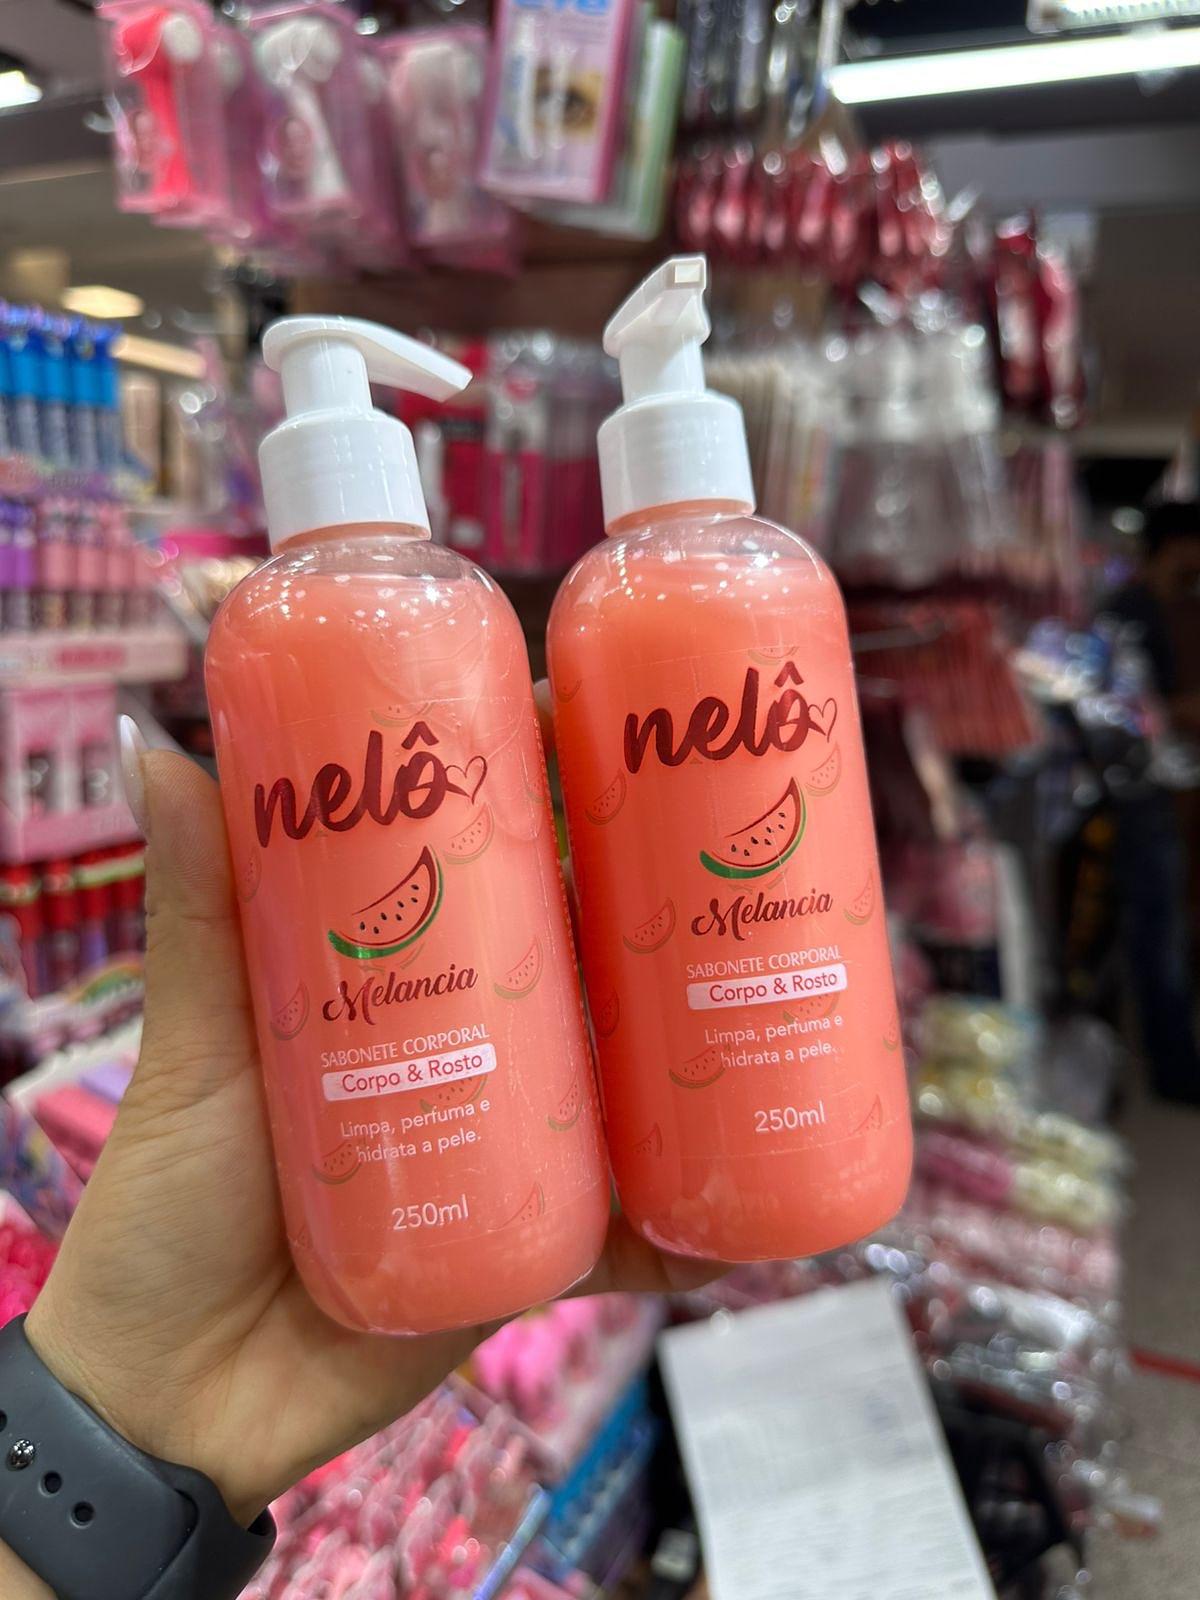 nelô
Melancia
SABONETE CORPORAL
Corpo & Rosto
Limpa, perfuma e
hidrata a pele.
250ml
nelô
Melancia
SABONETE CORPORAL
Corpo & Rosto
Limpa, perfuma e
hidrata a pele.
250ml